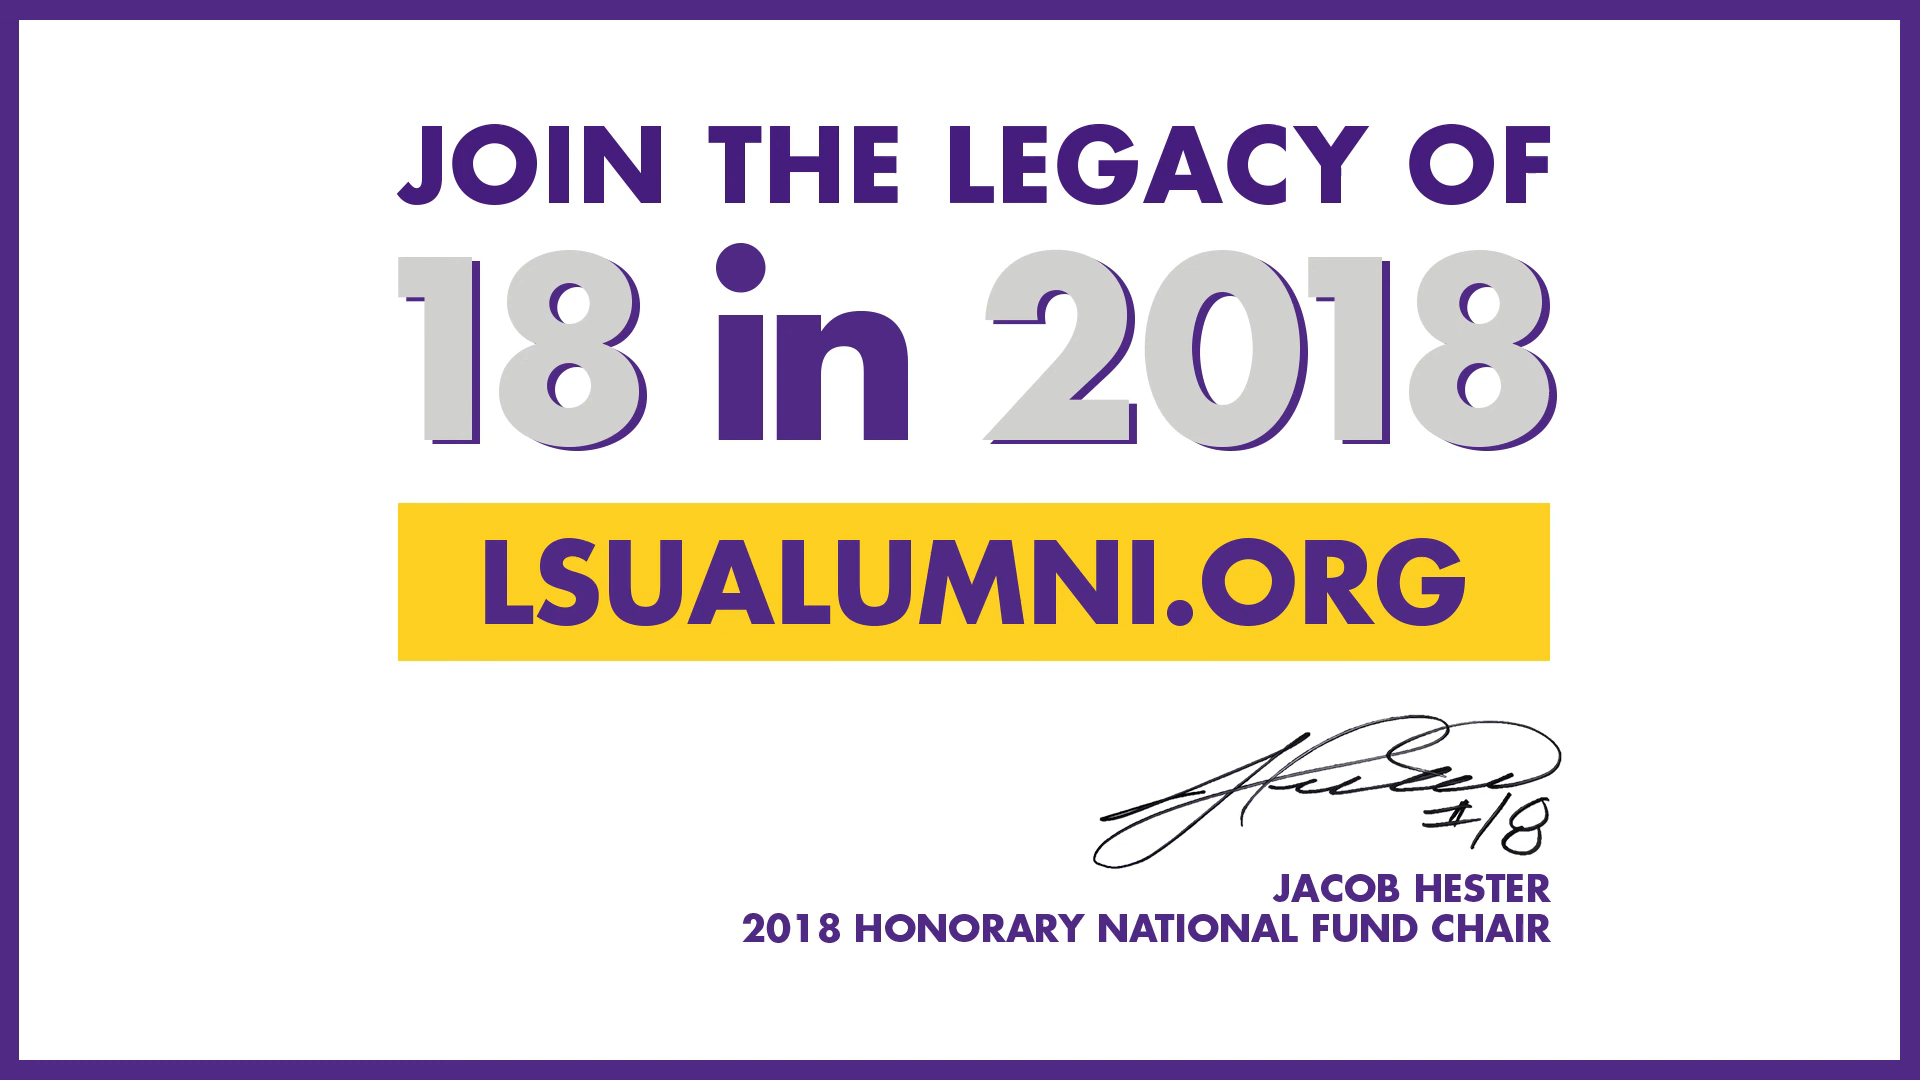 JOIN THE LEGACY OF
18 in 2018
LSUALUMNI.ORG
#18
JACOB HESTER
2018 HONORARY NATIONAL FUND CHAIR